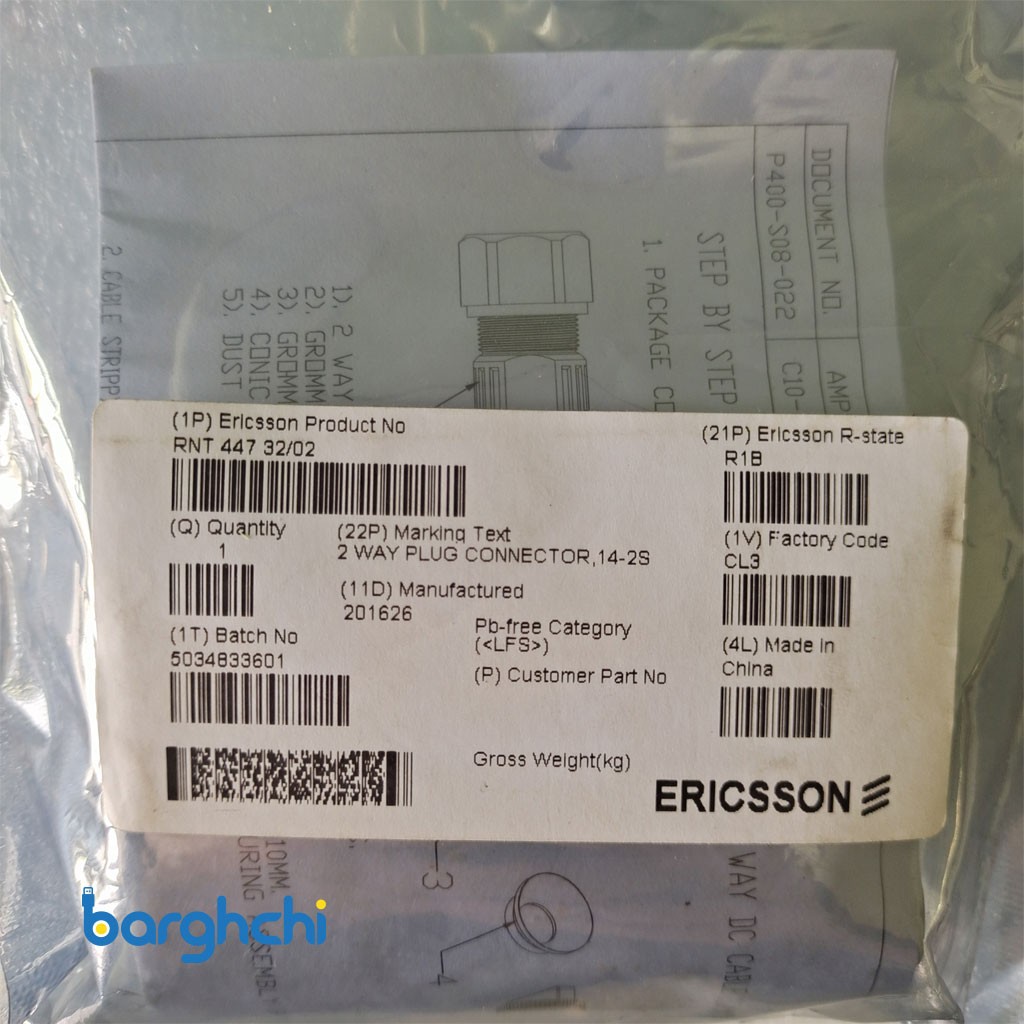 DOCUMENT NO.
P400-S08-022
AMP
C10-
STEP BY STEP
1. PACKAGE
1). 2 WAY
2). GROMM
3). GROMM
4). CONIC
5). DUST
2. CABLE STRIPP
(1P) Ericsson Product No
RNT 447 32/02
(21P) Ericsson R-state
R1B
(Q) Quantity
1
(22P) Marking Text
2 WAY PLUG CONNECTOR,14-2S
(1V) Factory Code
CL3
(11D) Manufactured
201626
(1T) Batch No
5034833601
Pb-free Category
(<LFS>)
(P) Customer Part No
(4L) Made in
China
Gross Weight(kg)
ERICSSON
10MM.
URING
3
4
WAY DC CAB
barghchi